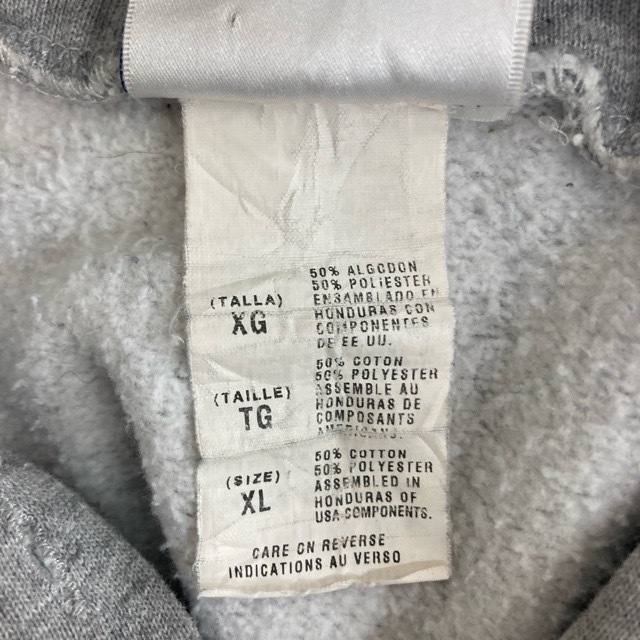 (TALLA)
XG
50% ALGODON
50% POLIESTER
ENSAMBLADO EN
HONDURAS CON
COMPONENTES
DE EE UU.
(TAILLE)
TG
50% COTON
50% POLYESTER
ASSEMBLE AU
HONDURAS DE
COMPOSANTS
AMERICAINS.
(SIZE)
XL
50% COTTON
50% POLYESTER
ASSEMBLED IN
HONDURAS OF
USA COMPONENTS.
CARE ON REVERSE
INDICATIONS AU VERSO